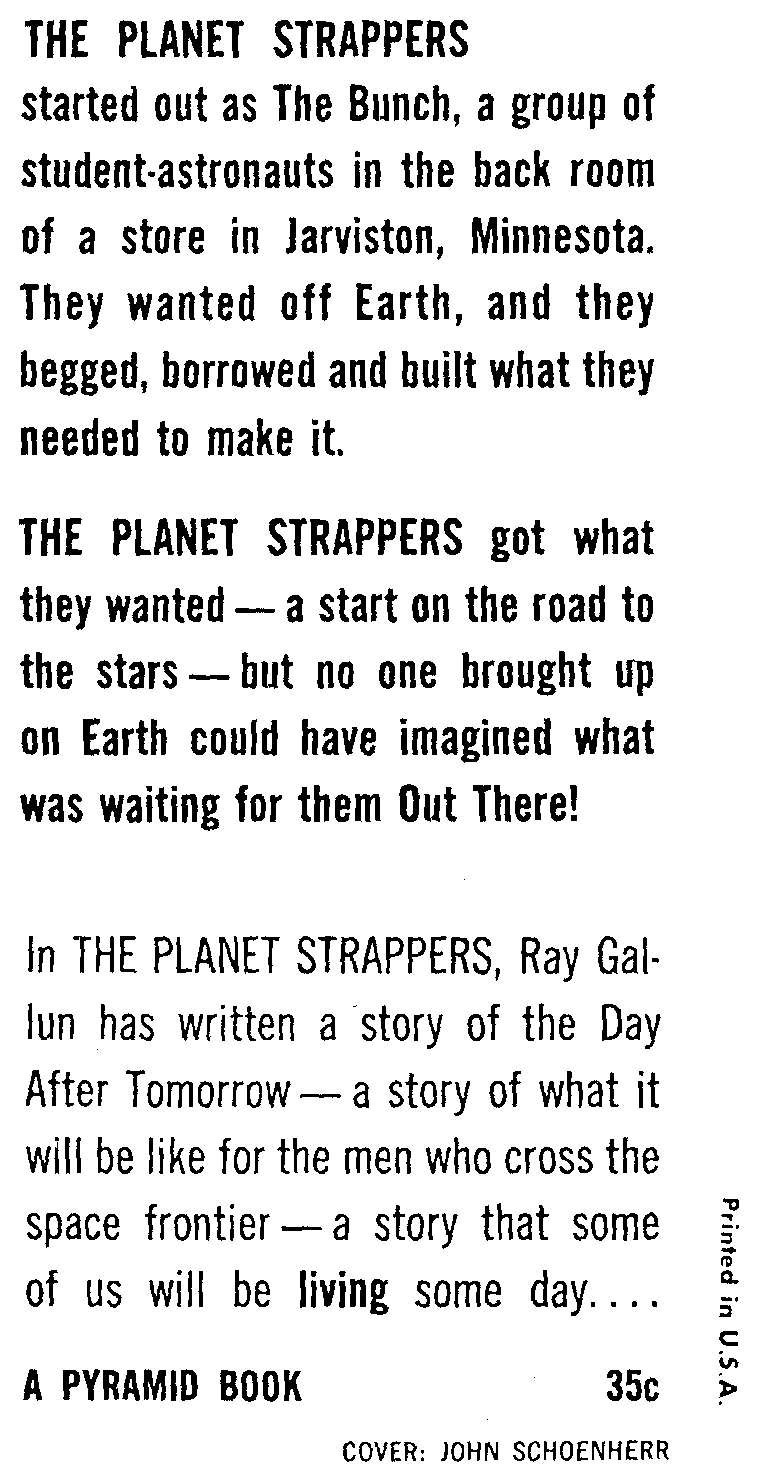 THE PLANET STRAPPERS
started out as The Bunch, a group of
student-astronauts in the back room
of a store in Jarviston, Minnesota.
They wanted off Earth, and they
begged, borrowed and built what they
needed to make it.
THE PLANET STRAPPERS got what
they wanted — a start on the road to
the stars — but no one brought up
on Earth could have imagined what
was waiting for them Out There!
In THE PLANET STRAPPERS, Ray Gal-
lun has written a story of the Day
After Tomorrow — a story of what it
will be like for the men who cross the
space frontier — a story that some
of us will be living some day....
A PYRAMID BOOK 35c
COVER: JOHN SCHOENHERR
Printed in U.S.A.